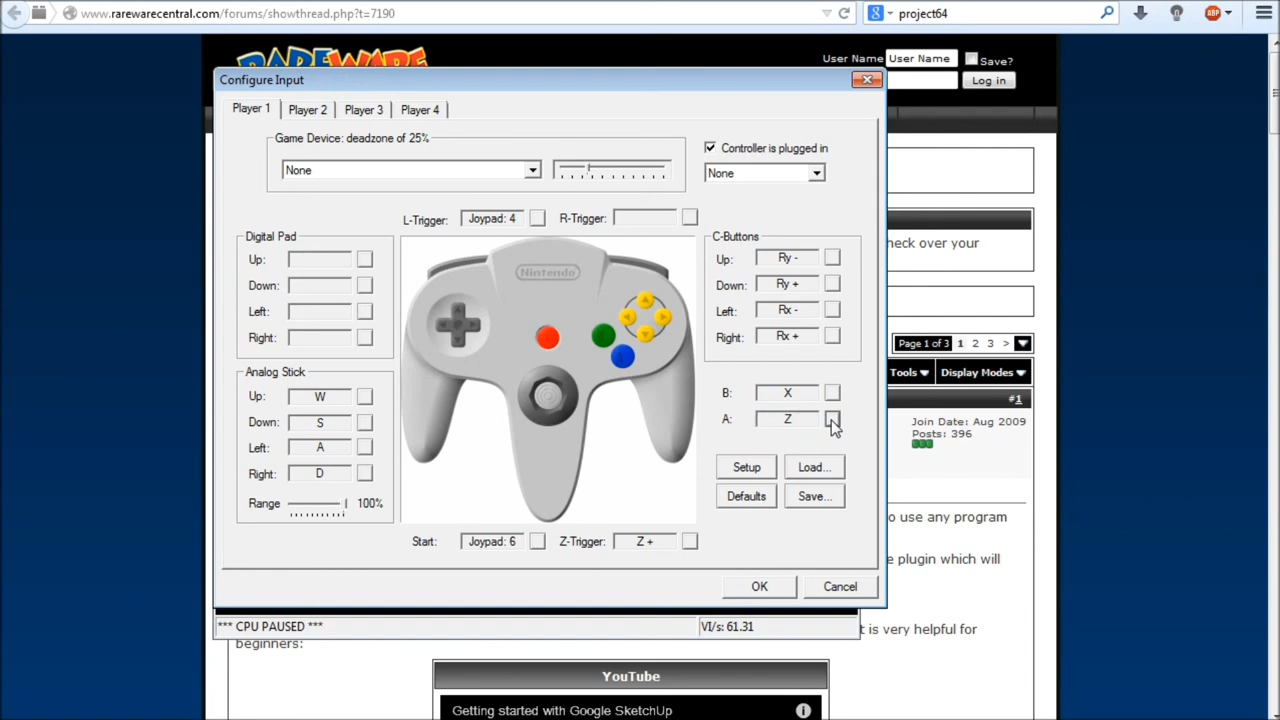 www.rarewarecentral.com/forums/showthread.php?t=7190
project64
ABP
RAREWARE
User Name
User Name
Save?
Log in
Configure Input
Player 1
Player 2
Player 3
Player 4
Game Device: deadzone of 25%
None
Controller is plugged in
None
L-Trigger:
Joypad: 4
R-Trigger:
Digital Pad
Up:
Down:
Left:
Right:
Nintendo
C-Buttons
Up:
Ry -
Down:
Ry +
Left:
Rx -
Right:
Rx +
heck over your
Page 1 of 3
1
2
3
>
Tools
Display Modes
#1
Join Date: Aug 2009
Posts: 396
Analog Stick
Up:
W
Down:
S
Left:
A
Right:
D
Range
100%
B:
X
A:
Z
Setup
Load...
Defaults
Save...
Start:
Joypad: 6
Z-Trigger:
Z +
o use any program
e plugin which will
OK
Cancel
*** CPU PAUSED ***
VI/s: 61.31
t is very helpful for
beginners:
YouTube
Getting started with Google SketchUp